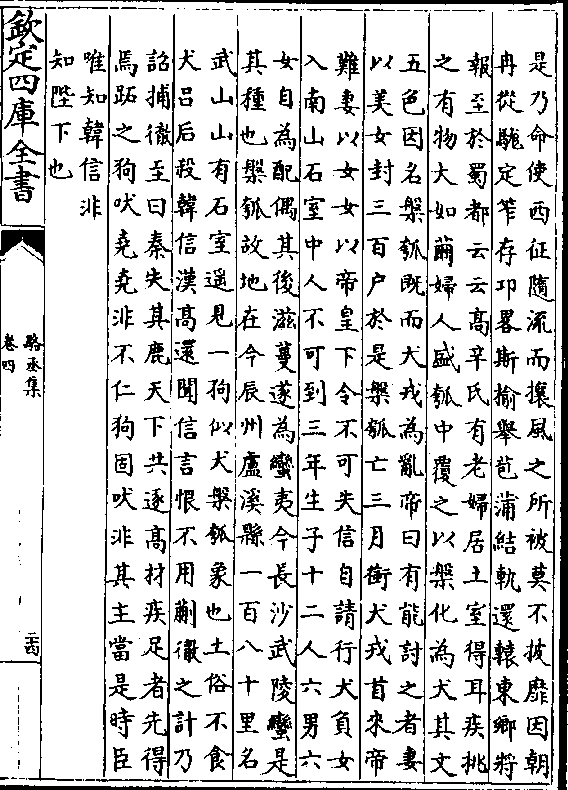 是乃命使西征隨流而攘風之所被莫不披靡因朝
冉從駹定筰存邛畧斯揄舉苞蒲結軌還轅東鄉將
報至於蜀都云云高辛氏有老婦居土室得耳疾挑
之有物大如繭婦人盛瓠中覆之以槃化為犬其文
五色因名槃瓠既而犬戎為亂帝曰有能討之者妻
以美女封三百户於是槃瓠亡三月銜犬戎首來帝
難妻以女女以帝皇下令不可失信自請行犬負女
入南山石室中人不可到三年生子十二人六男六
女自為配偶其後滋蔓遂為蠻夷今長沙武陵蠻是
其種也槃瓠故地在今辰州盧溪縣一百八十里名
武山山有石室遥見一狗似犬槃瓠象也土俗不食
犬吕后殺韓信漢高還聞信言恨不用蒯徹之計乃
詔捕徹至曰秦失其鹿天下共逐髙材疾足者先得
焉跖之狗吠堯堯非不仁狗固吠非其主當是時臣
唯知韓信非
知陛下也
欽定四庫全書
駱丞集
卷四
二十四